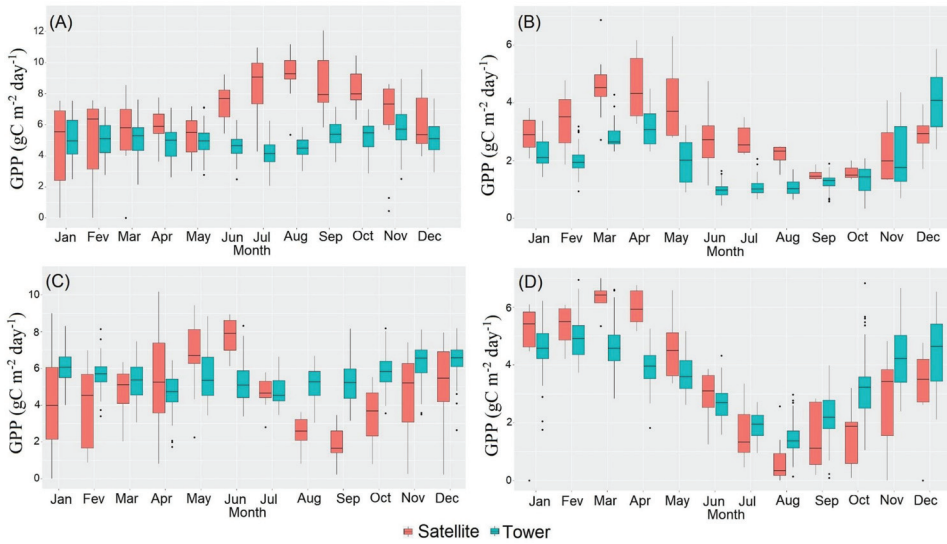 (A)
GPP (gC m⁻² day⁻¹)
12
10
8
6
4
2
0
Jan Fev Mar Apr May Jun Jul Aug Sep Oct Nov Dec
Month
(B)
GPP (gC m⁻² day⁻¹)
6
4
2
0
Jan Fev Mar Apr May Jun Jul Aug Sep Oct Nov Dec
Month
(C)
GPP (gC m⁻² day⁻¹)
10
8
6
4
2
0
Jan Fev Mar Apr May Jun Jul Aug Sep Oct Nov Dec
Month
(D)
GPP (gC m⁻² day⁻¹)
6
4
2
0
Jan Fev Mar Apr May Jun Jul Aug Sep Oct Nov Dec
Month
Satellite Tower